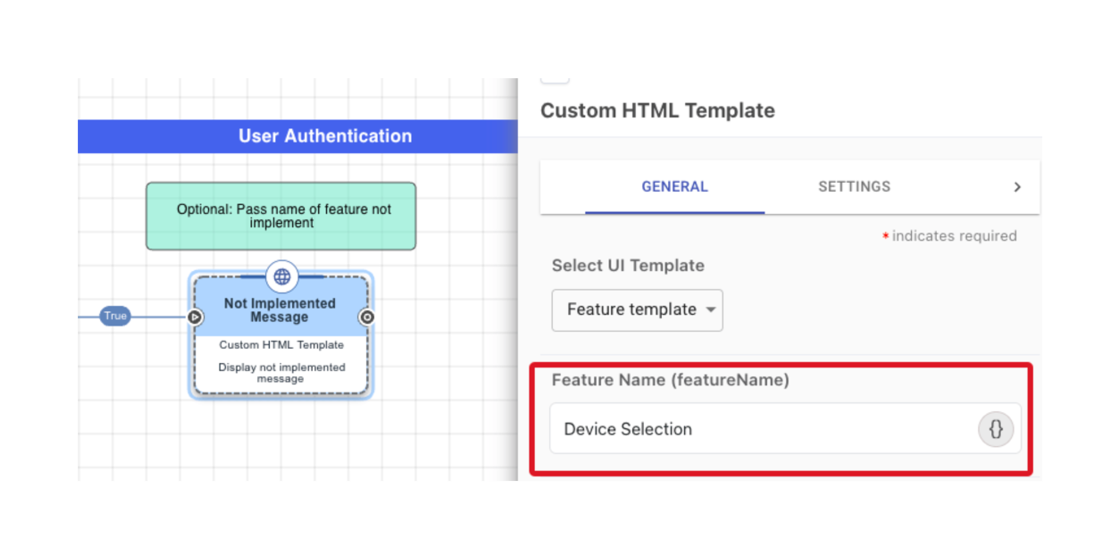 User Authentication
Optional: Pass name of feature not
implement
True
Not Implemented
Message
Custom HTML Template
Display not implemented
message
Custom HTML Template
GENERAL
SETTINGS
* indicates required
Select UI Template
Feature template
Feature Name (featureName)
Device Selection
{}